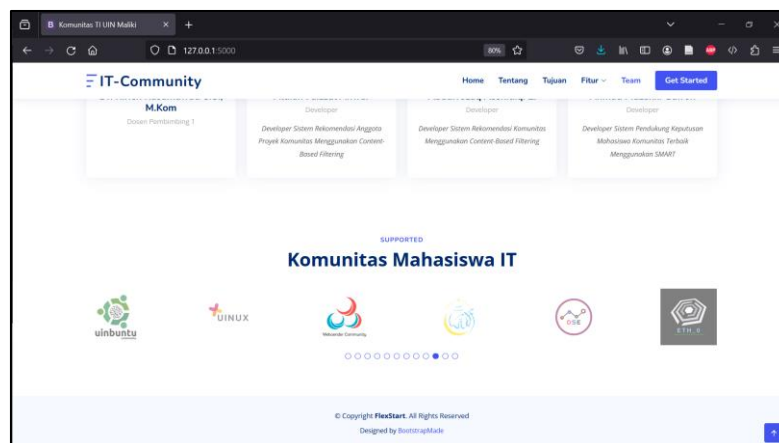 Komunitas TI UIN Maliki
127.0.0.1:5000
80%
IT-Community
Home Tentang Tujuan Fitur Team Get Started
M.Kom
Dosen Pembimbing 1
Developer
Developer Sistem Rekomendasi Anggota
Proyek Komunitas Menggunakan Content-
Based Filtering
Developer
Developer Sistem Rekomendasi Komunitas
Menggunakan Content-Based Filtering
Developer
Developer Sistem Pendukung Keputusan
Mahasiswa Komunitas Terbaik
Menggunakan SMART
SUPPORTED
Komunitas Mahasiswa IT
uinbuntu
UINUX
Community
DSE
ETH_0
© Copyright FlexStart. All Rights Reserved
Designed by BootstrapMade